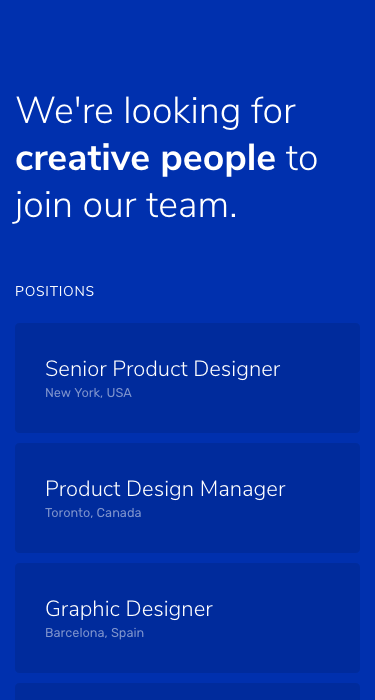 We're looking for
creative people to
join our team.
POSITIONS
Senior Product Designer
New York, USA
Product Design Manager
Toronto, Canada
Graphic Designer
Barcelona, Spain